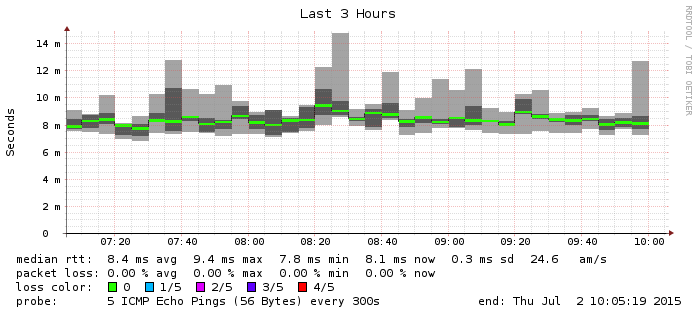 Last 3 Hours
RRDTOOL / TOBI OETIKER
Seconds
14 m
12 m
10 m
8 m
6 m
4 m
2 m
0
07:20 07:40 08:00 08:20 08:40 09:00 09:20 09:40 10:00
median rtt: 8.4 ms avg 9.4 ms max 7.8 ms min 8.1 ms now 0.3 ms sd 24.6 am/s
packet loss: 0.00 % avg 0.00 % max 0.00 % min 0.00 % now
loss color: 0 1/5 2/5 3/5 4/5
probe: 5 ICMP Echo Pings (56 Bytes) every 300s end: Thu Jul 2 10:05:19 2015